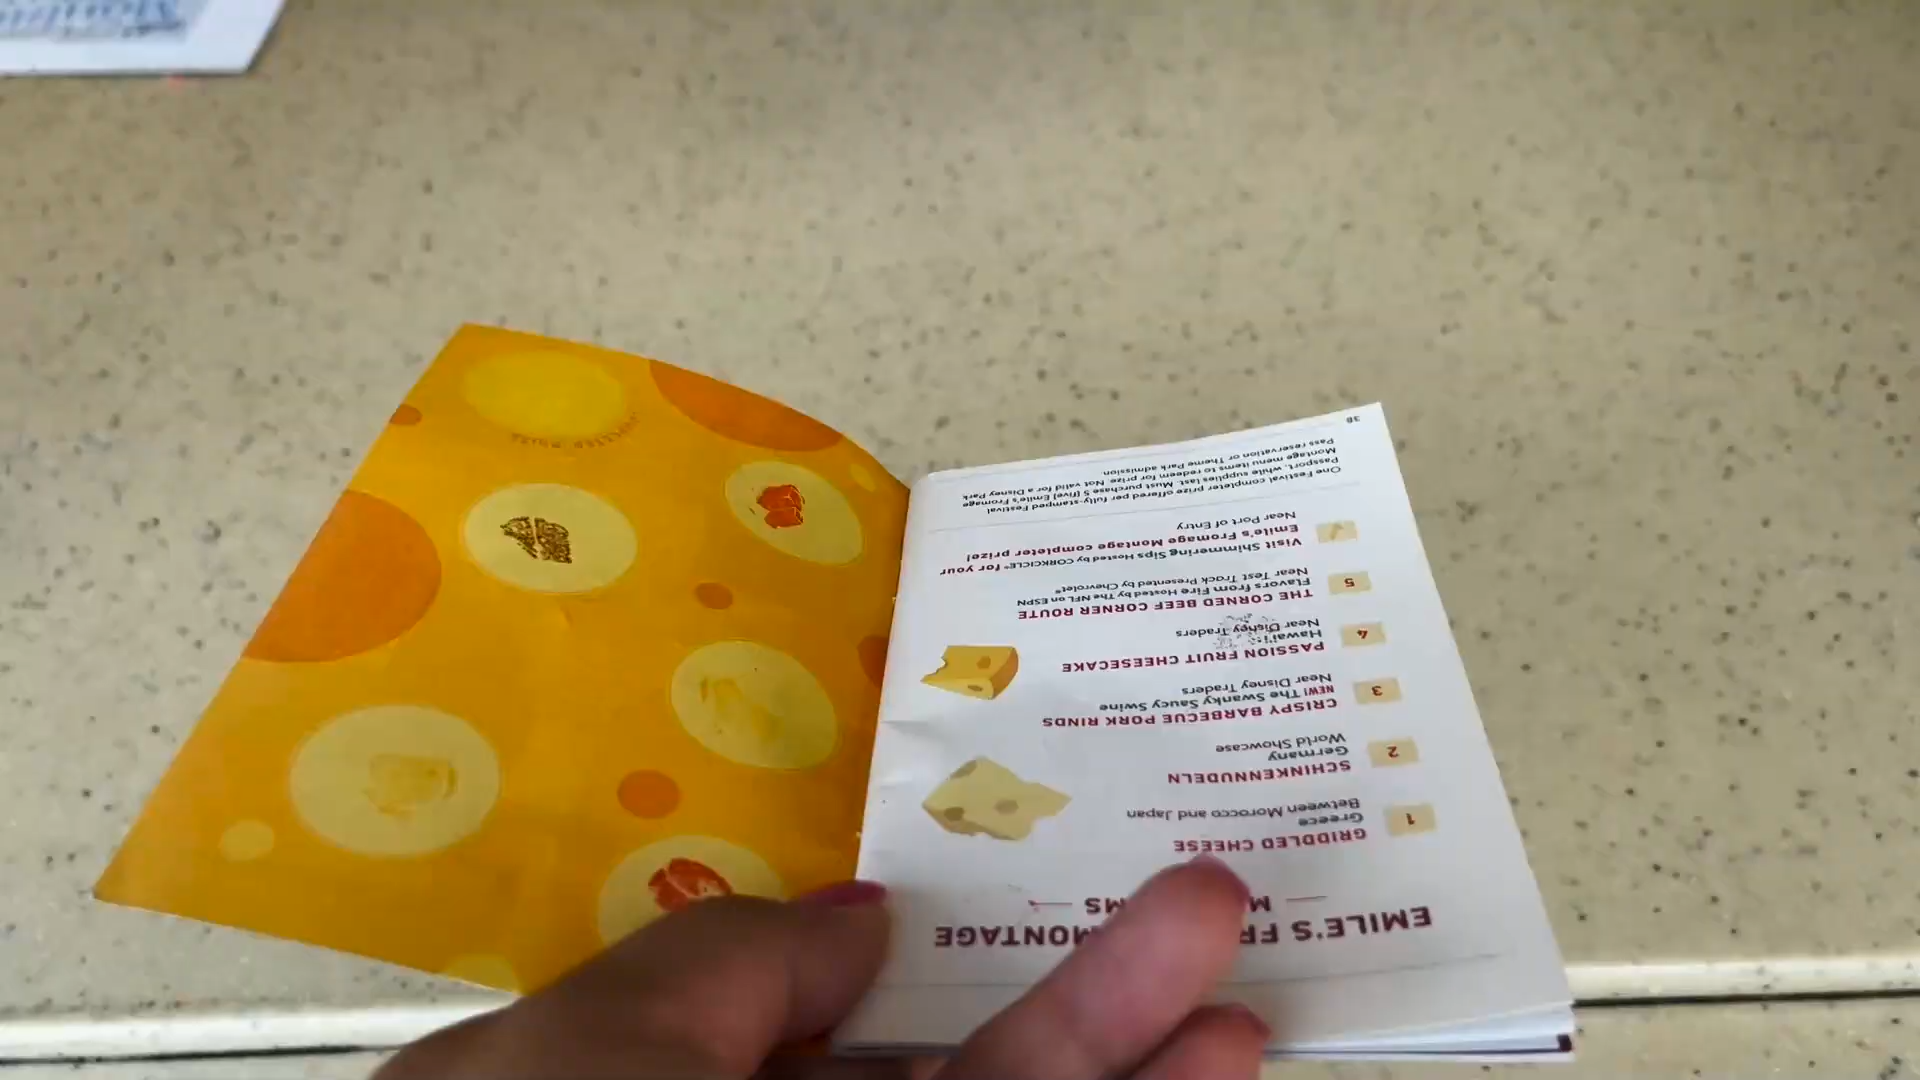 EMILE'S FR MONTAGE
GRIDDLED CHEESE
Greece
Between Morocco and Japan
1
SCHINKENNUDELN
Germany
World Showcase
2
CRISPY BARBECUE PORK RINDS
NEW! The Swanky Saucy Swine
Near Disney Traders
3
PASSION FRUIT CHEESECAKE
Hawai'i
Near Disney Traders
4
THE CORNED BEEF CORNER ROUTE
Flavors from Fire Hosted by The NFL on ESPN
Near Test Track Presented by Chevrolet®
5
Visit Shimmering Sips Hosted by CORKCICLE® for your
Emile's Fromage Montage completer prize!
Near Port of Entry
One Festival completer prize offered per fully-stamped Festival
Passport, while supplies last. Must purchase 5 (five) Emile's Fromage
Montage menu items to redeem for prize. Not valid for a Disney Park
Pass reservation or Theme Park admission.
38